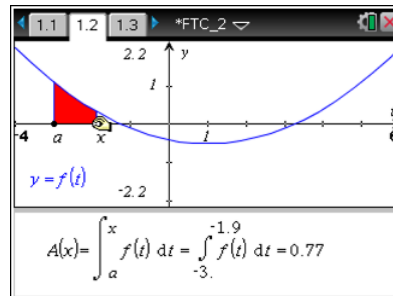 1.1 1.2 1.3 *FTC_2
2.2 y
1
-4 a x 1 6
y=f(t)
-2.2
A(x)= ∫ₐˣ f(t) dt = ∫₋₃.⁻¹·⁹ f(t) dt = 0.77